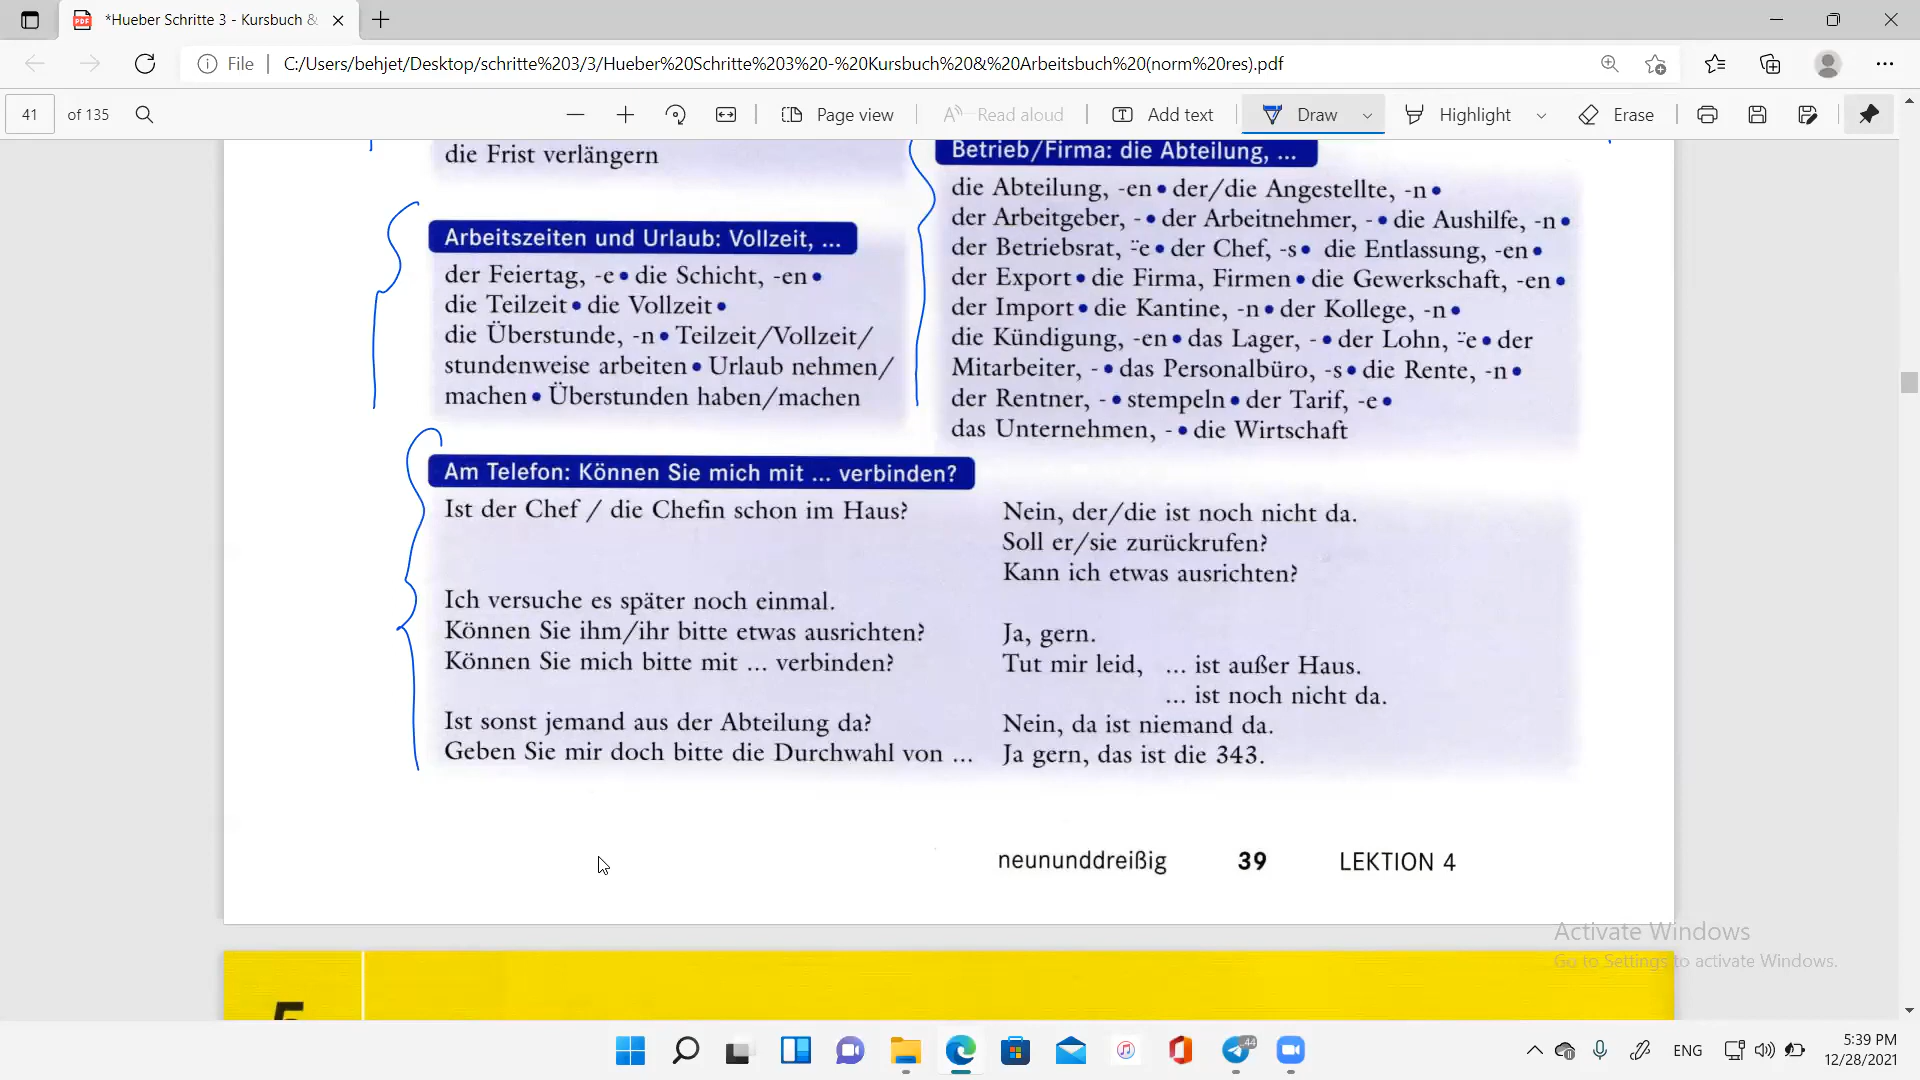 *Hueber Schritte 3 - Kursbuch &
File
C:/Users/behjet/Desktop/schritte%203/3/Hueber%20Schritte%203%20-%20Kursbuch%20&%20Arbeitsbuch%20(norm%20res).pdf
41 of 135
Page view
Read aloud
Add text
Draw
Highlight
Erase
die Frist verlängern
Arbeitszeiten und Urlaub: Vollzeit, ...
der Feiertag, -e • die Schicht, -en •
die Teilzeit • die Vollzeit •
die Überstunde, -n • Teilzeit/Vollzeit/
stundenweise arbeiten • Urlaub nehmen/
machen • Überstunden haben/machen
Betrieb/Firma: die Abteilung, ...
die Abteilung, -en • der/die Angestellte, -n •
der Arbeitgeber, - • der Arbeitnehmer, - • die Aushilfe, -n •
der Betriebsrat, ¨-e • der Chef, -s • die Entlassung, -en •
der Export • die Firma, Firmen • die Gewerkschaft, -en •
der Import • die Kantine, -n • der Kollege, -n •
die Kündigung, -en • das Lager, - • der Lohn, ¨-e • der
Mitarbeiter, - • das Personalbüro, -s • die Rente, -n •
der Rentner, - • stempeln • der Tarif, -e •
das Unternehmen, - • die Wirtschaft
Am Telefon: Können Sie mich mit ... verbinden?
Ist der Chef / die Chefin schon im Haus?
Nein, der/die ist noch nicht da.
Soll er/sie zurückrufen?
Kann ich etwas ausrichten?
Ich versuche es später noch einmal.
Können Sie ihm/ihr bitte etwas ausrichten?
Ja, gern.
Können Sie mich bitte mit ... verbinden?
Tut mir leid, ... ist außer Haus.
... ist noch nicht da.
Ist sonst jemand aus der Abteilung da?
Nein, da ist niemand da.
Geben Sie mir doch bitte die Durchwahl von ...
Ja gern, das ist die 343.
neununddreißig 39 LEKTION 4
Activate Windows
Go to Settings to activate Windows.
5
44
ENG
5:39 PM
12/28/2021